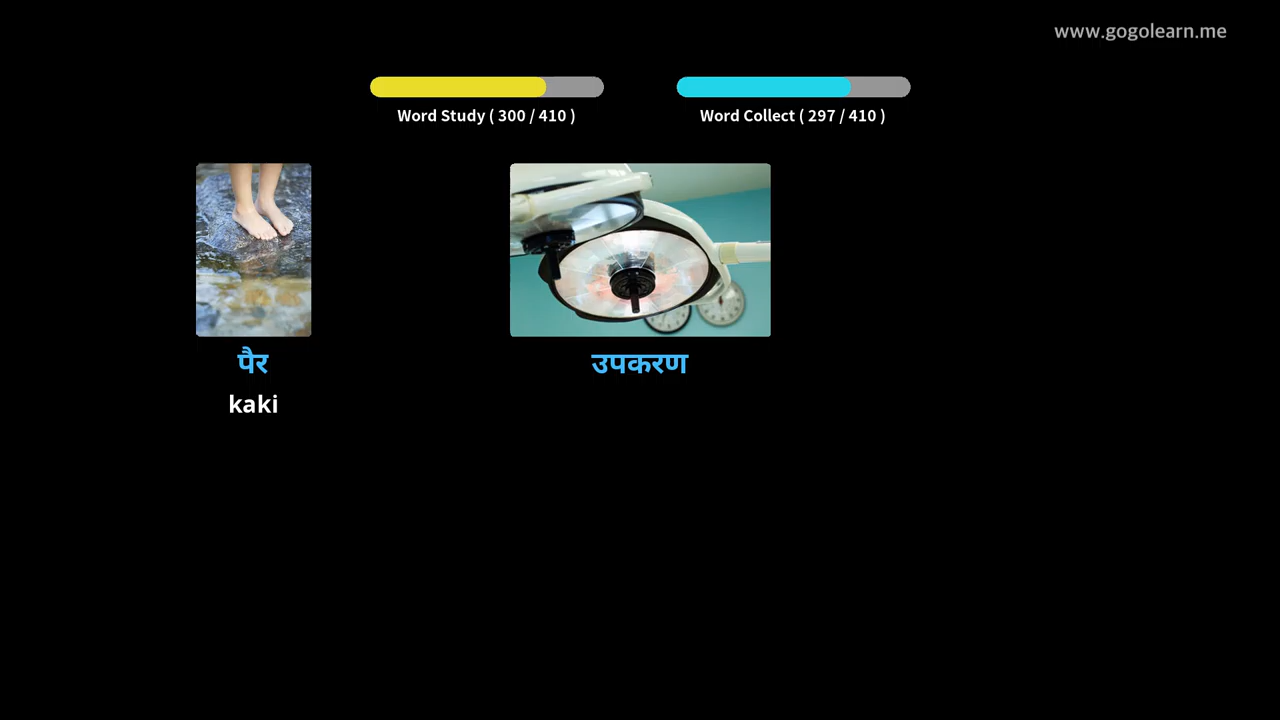 www.gogolearn.me
Word Study ( 300 / 410 )
Word Collect ( 297 / 410 )
पैर
उपकरण
kaki